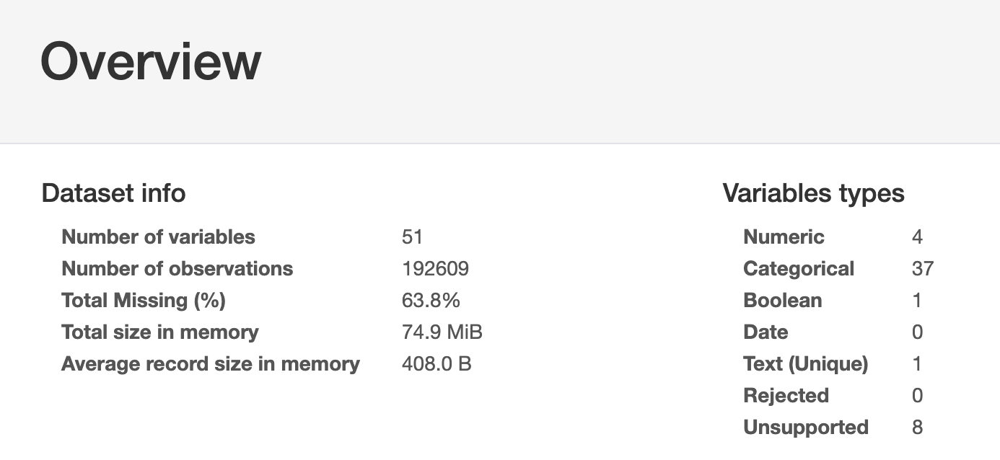 Overview
Dataset info
Number of variables 51
Number of observations 192609
Total Missing (%) 63.8%
Total size in memory 74.9 MiB
Average record size in memory 408.0 B
Variables types
Numeric 4
Categorical 37
Boolean 1
Date 0
Text (Unique) 1
Rejected 0
Unsupported 8